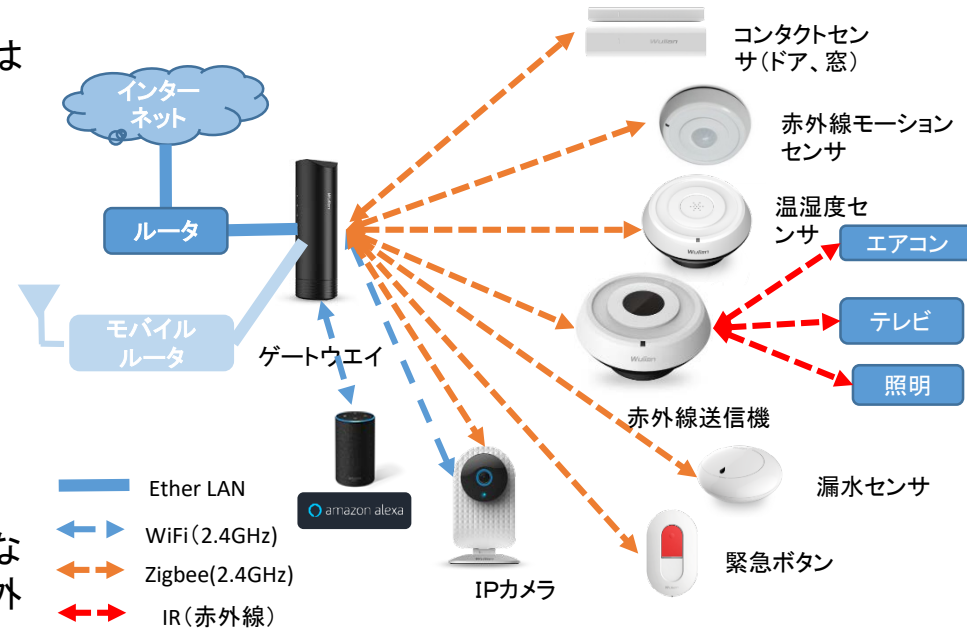 は
コンタクトセン
サ(ドア、窓)
インター
ネット
赤外線モーション
センサ
温湿度セ
ンサ
ルータ
エアコン
モバイル
ルータ
テレビ
ゲートウエイ
照明
赤外線送信機
漏水センサ
Ether LAN
amazon alexa
WiFi(2.4GHz)
な
Zigbee(2.4GHz)
外
IPカメラ
緊急ボタン
IR(赤外線)
Wulian
Wulian
Wulian